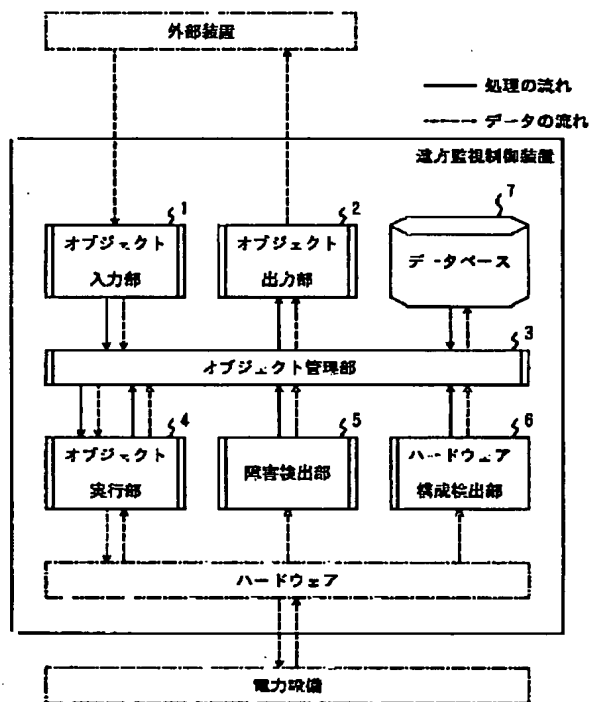 外部装置
処理の流れ
データの流れ
遠方監視制御装置
1
オブジェクト
入力部
2
オブジェクト
出力部
7
データベース
3
オブジェクト管理部
4
オブジェクト
実行部
5
障害検出部
6
ハードウェア
構成検出部
ハードウェア
電力設備